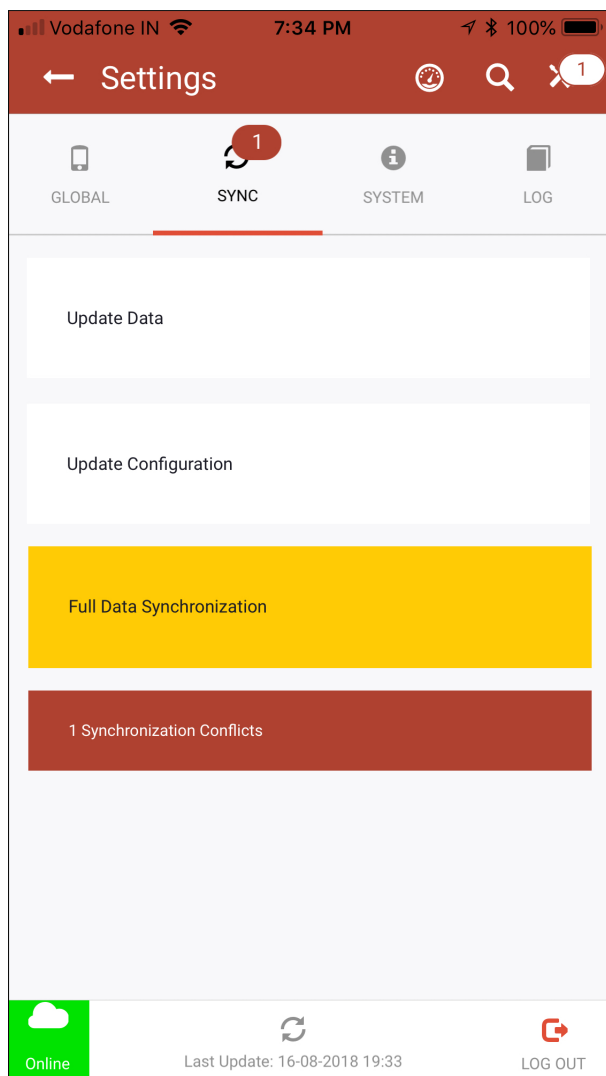 Vodafone IN 7:34 PM 100%
Settings 1
1
GLOBAL SYNC SYSTEM LOG
Update Data
Update Configuration
Full Data Synchronization
1 Synchronization Conflicts
Online Last Update: 16-08-2018 19:33 LOG OUT